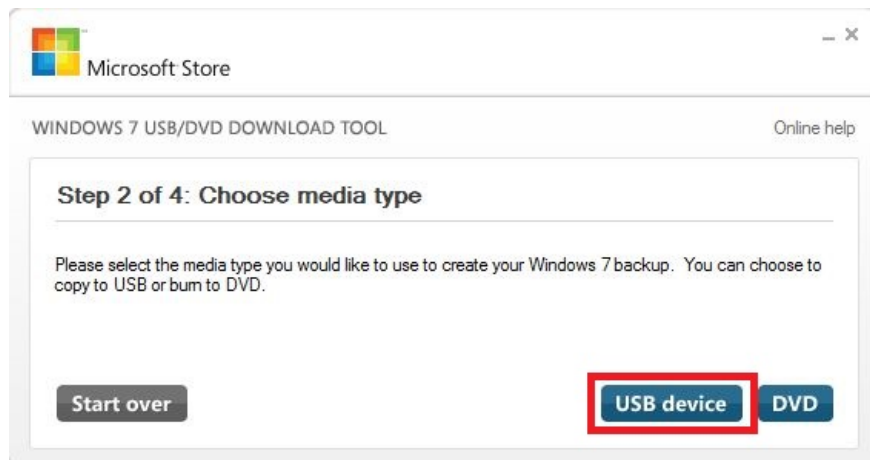 Microsoft Store
WINDOWS 7 USB/DVD DOWNLOAD TOOL
Online help
Step 2 of 4: Choose media type
Please select the media type you would like to use to create your Windows 7 backup. You can choose to
copy to USB or burn to DVD.
Start over
USB device
DVD